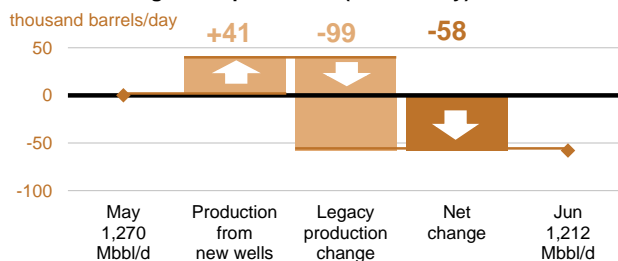 thousand barrels/day
+41 -99 -58
50
0
-50
-100
May
1,270
Mbbl/d
Production
from
new wells
Legacy
production
change
Net
change
Jun
1,212
Mbbl/d